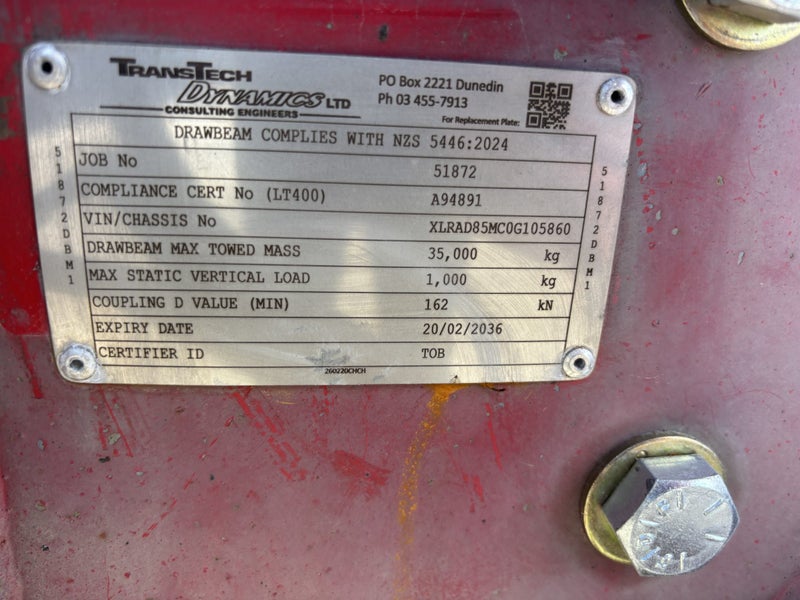 TRANSTECH
DYNAMICS LTD
CONSULTING ENGINEERS
PO Box 2221 Dunedin
Ph 03 455-7913
For Replacement Plate:
DRAWBEAM COMPLIES WITH NZS 5446:2024
JOB No 51872
COMPLIANCE CERT No (LT400) A94891
VIN/CHASSIS No XLRAD85MC0G105860
DRAWBEAM MAX TOWED MASS 35,000 kg
MAX STATIC VERTICAL LOAD 1,000 kg
COUPLING D VALUE (MIN) 162 kN
EXPIRY DATE 20/02/2036
CERTIFIER ID TOB
260220CHCH
51872DBM1
51872DBM1